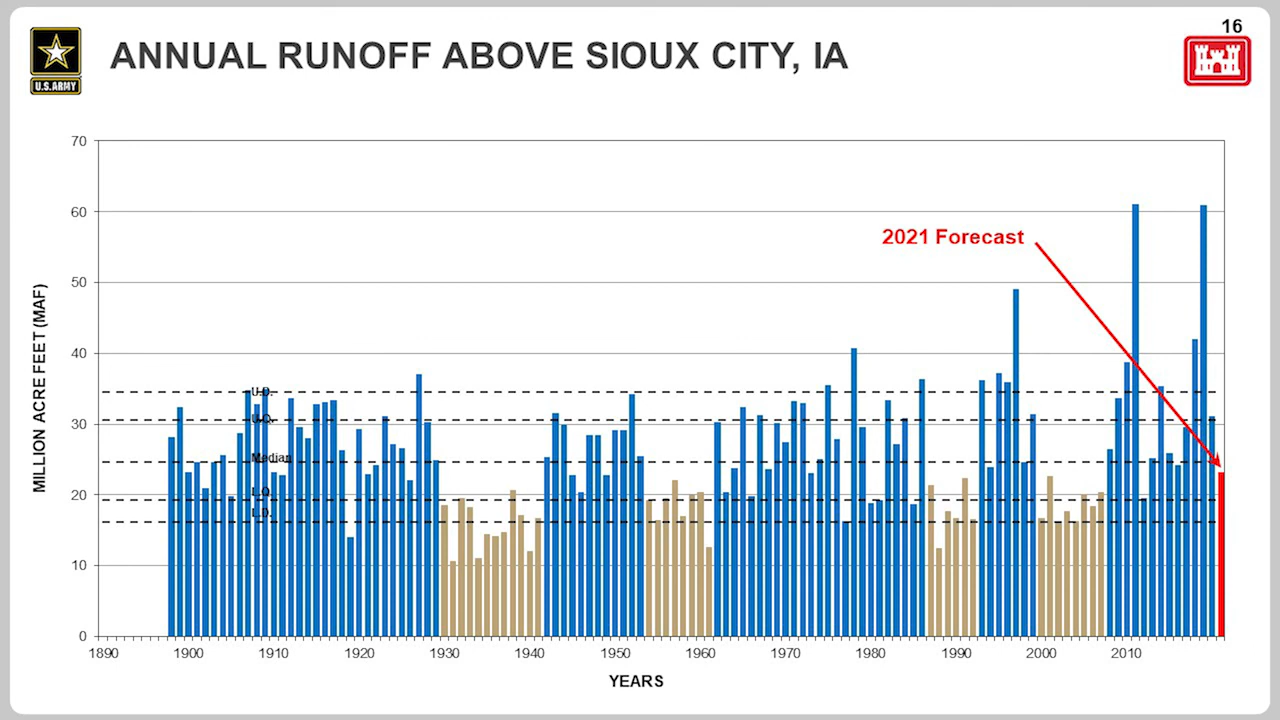 16
U.S.ARMY
ANNUAL RUNOFF ABOVE SIOUX CITY, IA
MILLION ACRE FEET (MAF)
70
60
50
40
30
20
10
0
2021 Forecast
U.D.
U.Q.
Median
L.Q.
L.D.
1890 1900 1910 1920 1930 1940 1950 1960 1970 1980 1990 2000 2010
YEARS